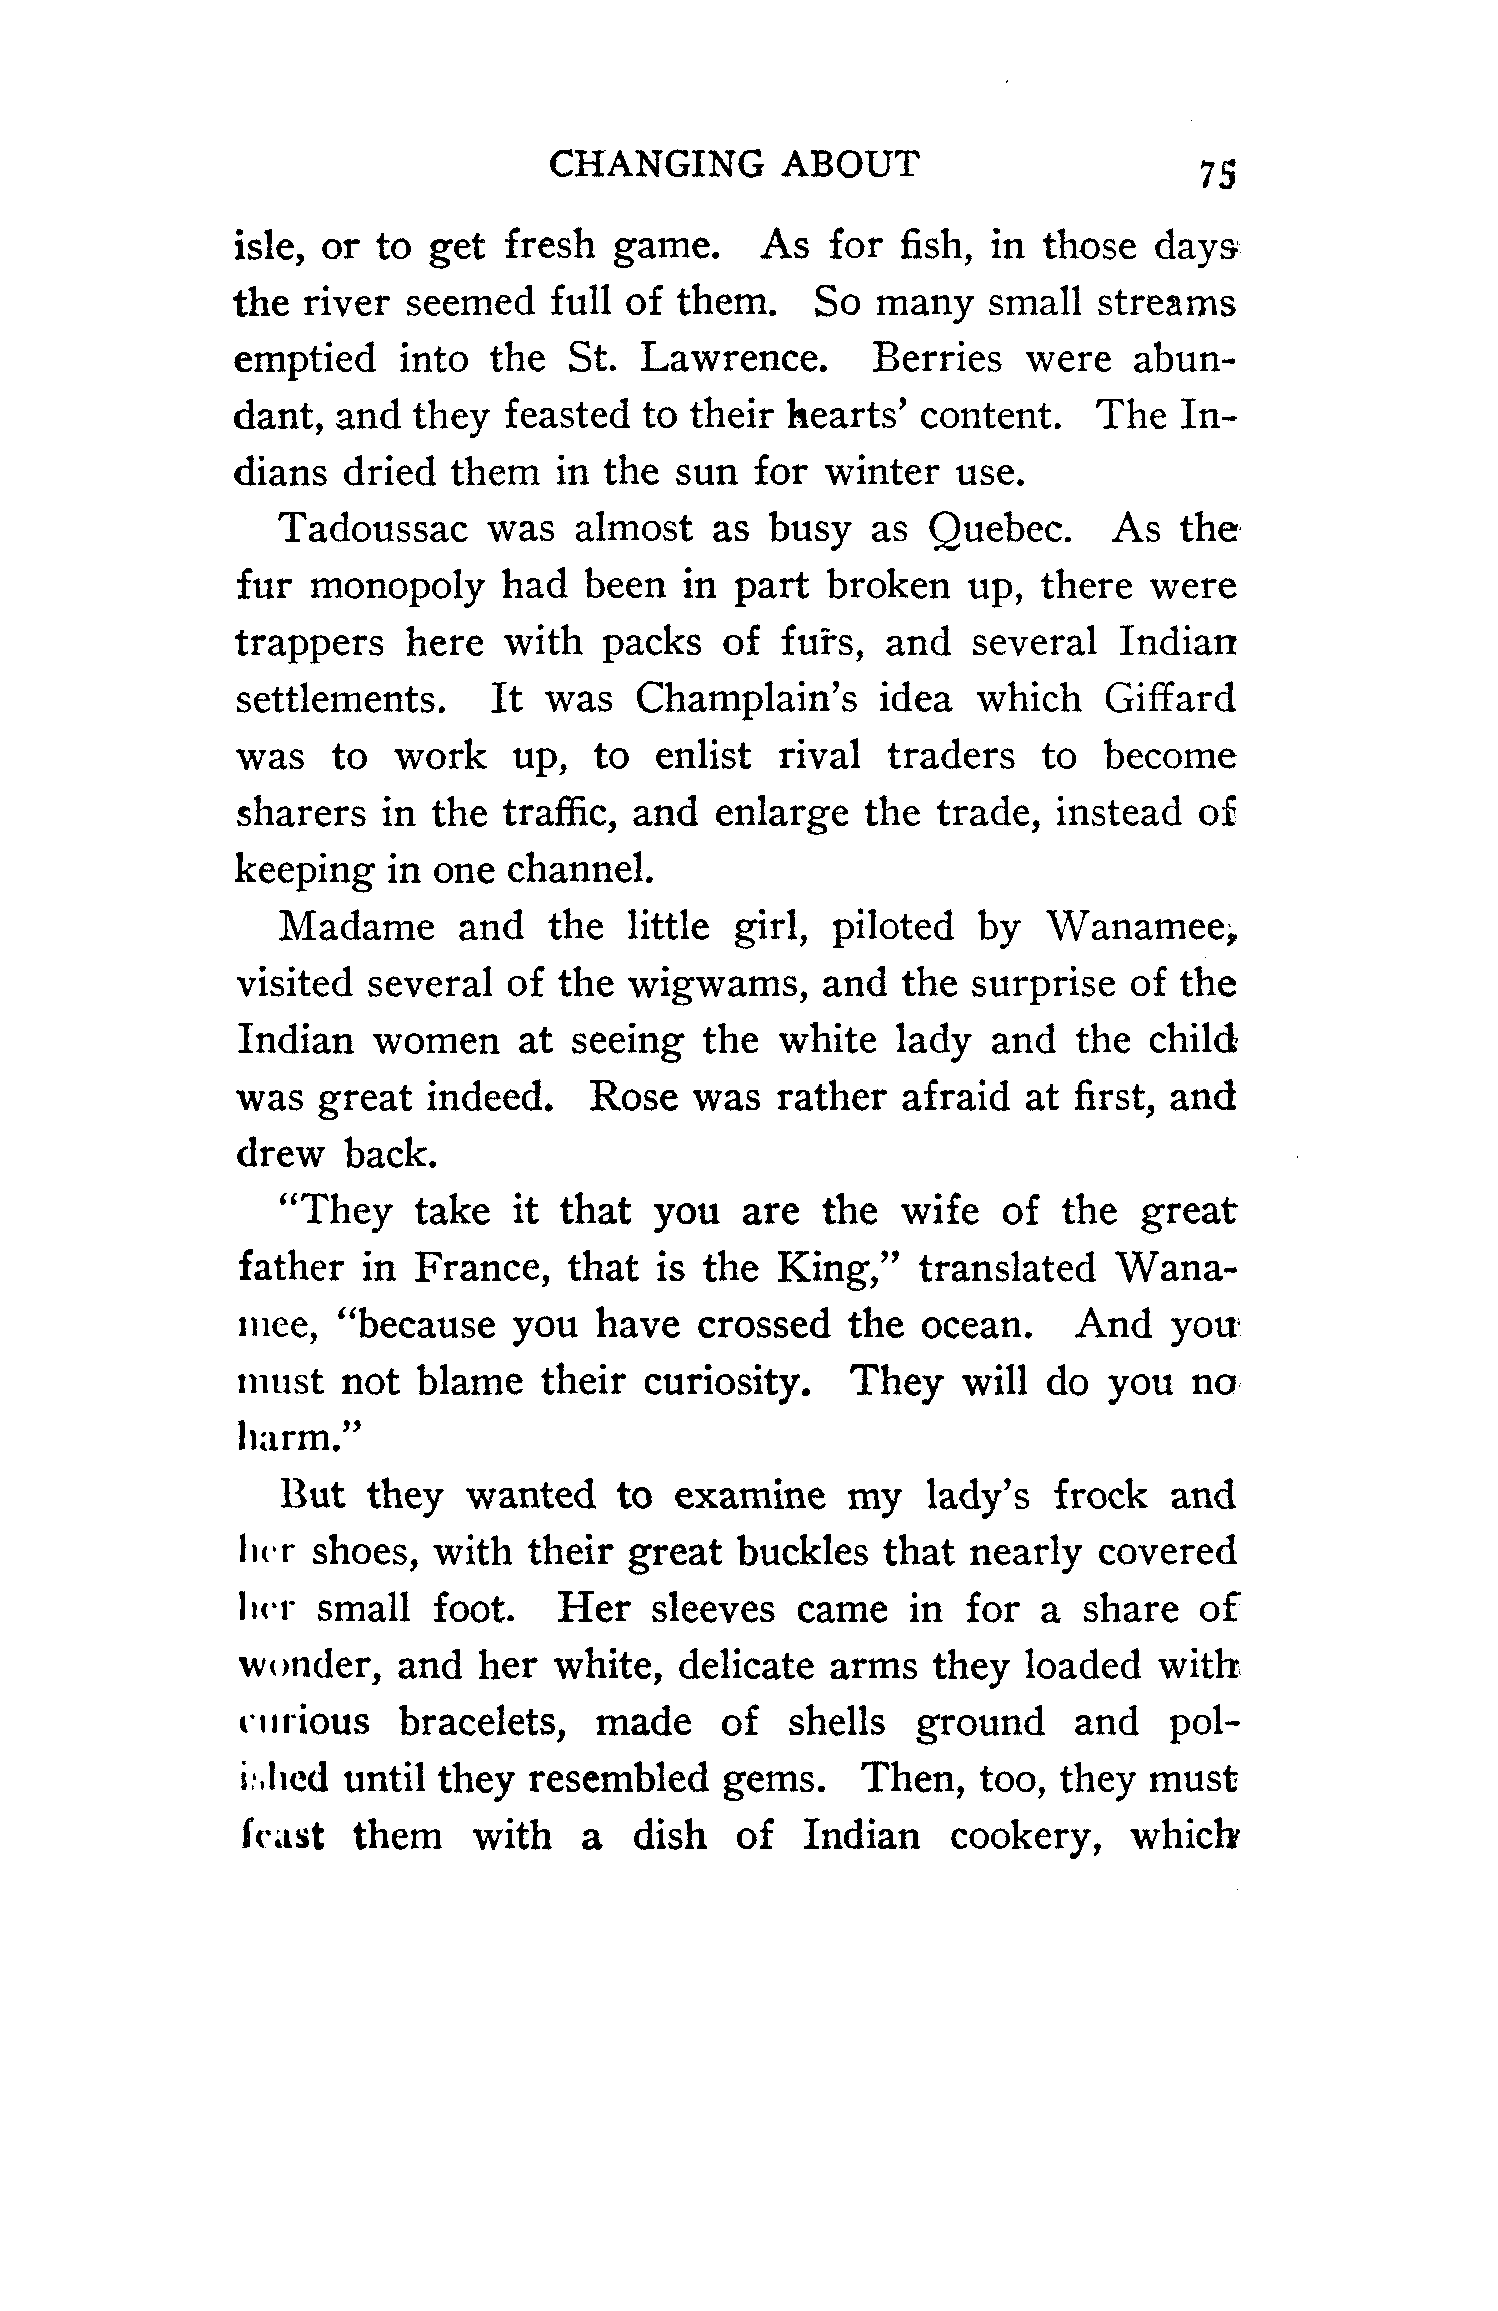 CHANGING ABOUT 75
isle, or to get fresh game. As for fish, in those days
the river seemed full of them. So many small streams
emptied into the St. Lawrence. Berries were abun-
dant, and they feasted to their hearts' content. The In-
dians dried them in the sun for winter use.
Tadoussac was almost as busy as Quebec. As the
fur monopoly had been in part broken up, there were
trappers here with packs of furs, and several Indian
settlements. It was Champlain's idea which Giffard
was to work up, to enlist rival traders to become
sharers in the traffic, and enlarge the trade, instead of
keeping in one channel.
Madame and the little girl, piloted by Wanamee,
visited several of the wigwams, and the surprise of the
Indian women at seeing the white lady and the child
was great indeed. Rose was rather afraid at first, and
drew back.
"They take it that you are the wife of the great
father in France, that is the King," translated Wana-
mee, "because you have crossed the ocean. And you
must not blame their curiosity. They will do you no
harm."
But they wanted to examine my lady's frock and
her shoes, with their great buckles that nearly covered
her small foot. Her sleeves came in for a share of
wonder, and her white, delicate arms they loaded with
curious bracelets, made of shells ground and pol-
ished until they resembled gems. Then, too, they must
feast them with a dish of Indian cookery, which